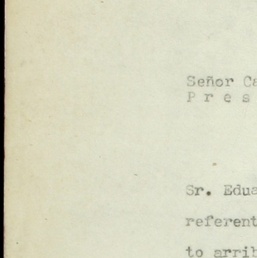 Señor Ca
P r e s
Sr. Edua
referent
to arrib